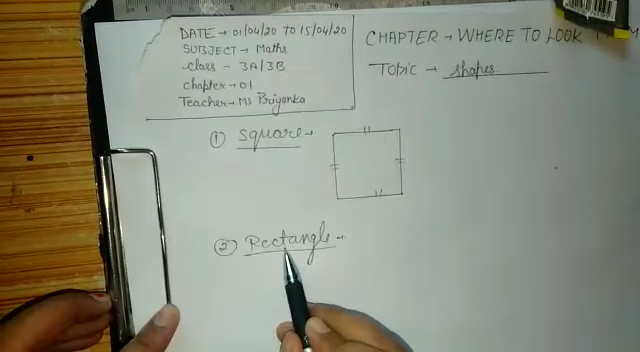 DATE → 01/04/20 TO 15/04/20
SUBJECT → Maths
class - 3A/3B
chapter → 01
Teacher → Ms Priyonka
CHAPTER → WHERE TO LOOK
Topic → shapes
① square →
② Rectangle →